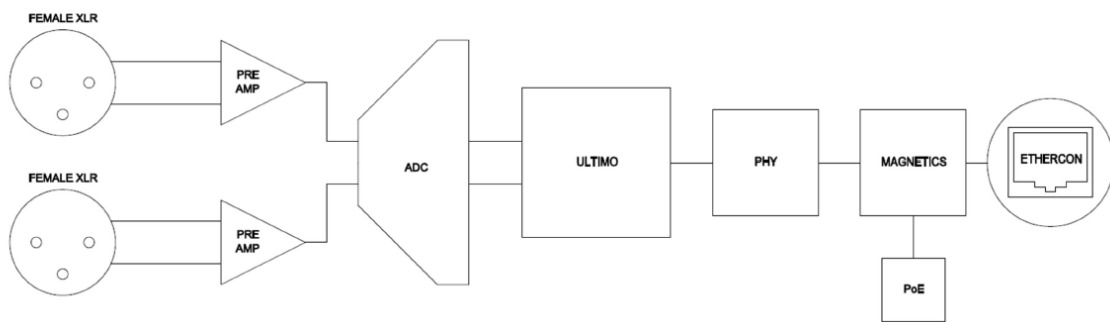 FEMALE XLR
PRE
AMP
ADC
ULTIMO
PHY
MAGNETICS
ETHERCON
FEMALE XLR
PRE
AMP
PoE